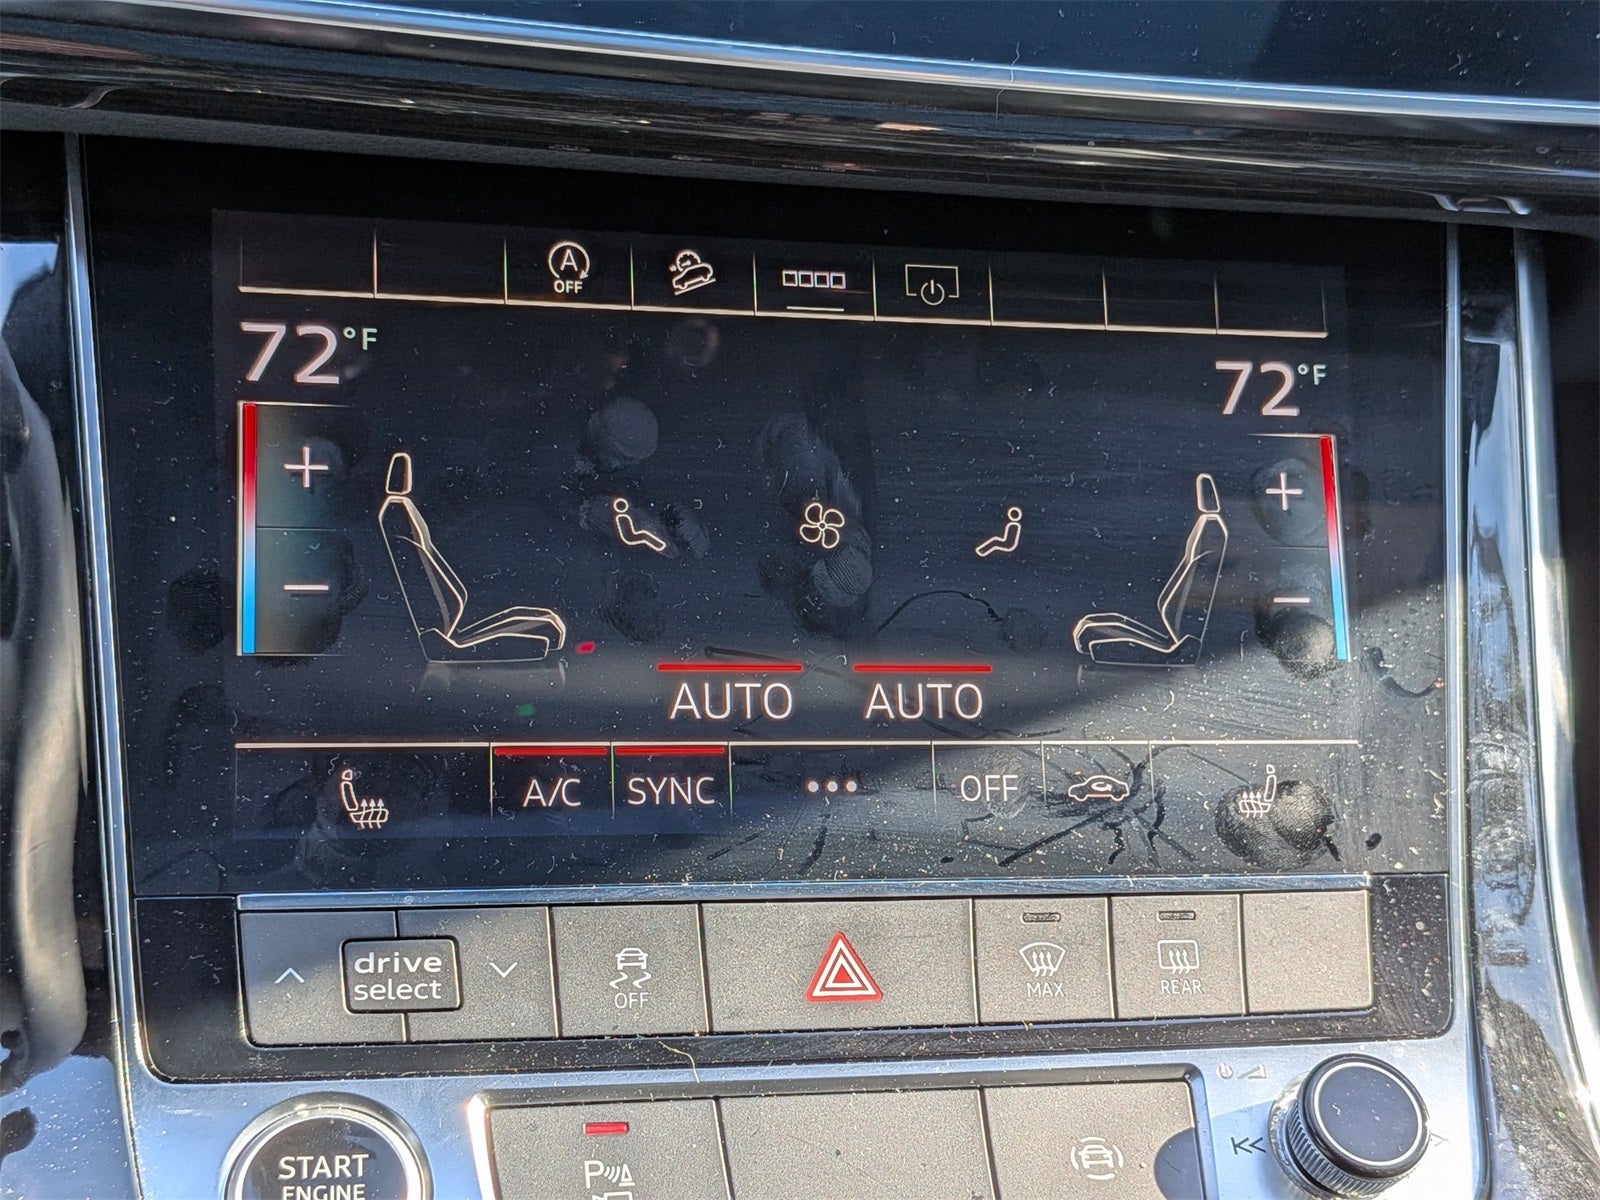 A
OFF
72°F
72°F
+
+
−
−
AUTO AUTO
A/C SYNC ••• OFF
drive
select
OFF
MAX
REAR
START
ENGINE
P